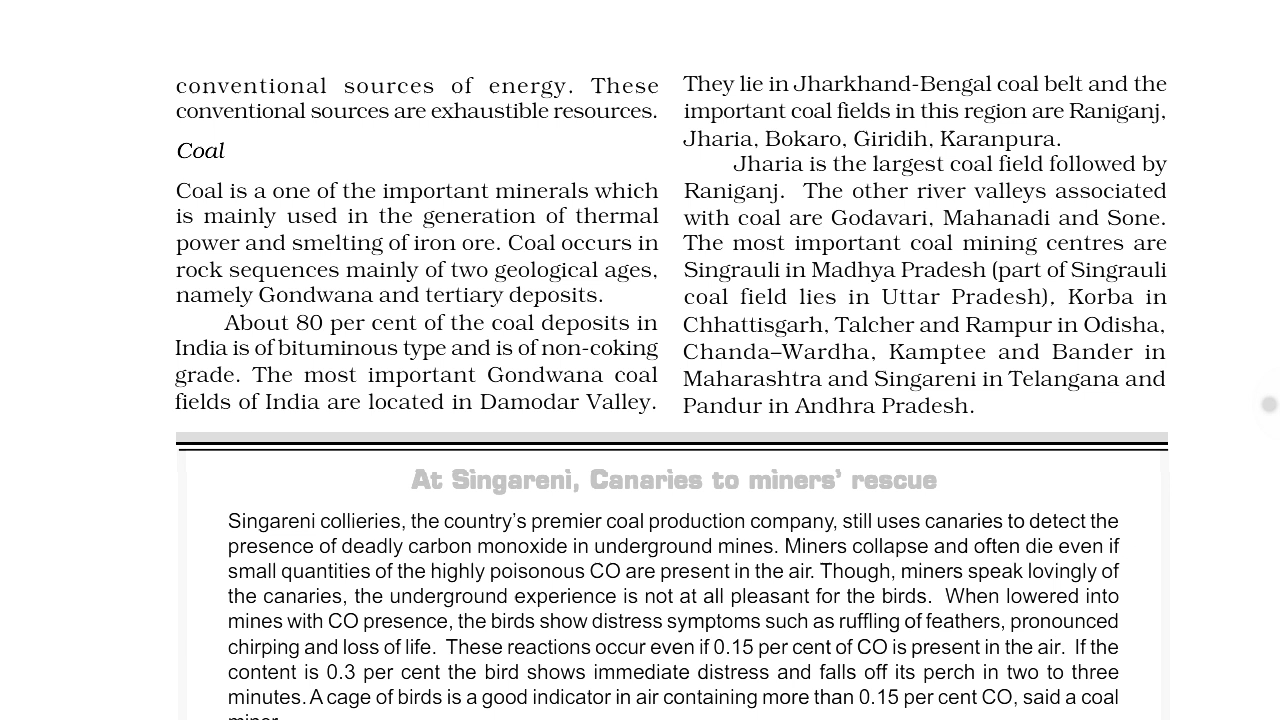 conventional sources of energy. These
conventional sources are exhaustible resources.
Coal
Coal is a one of the important minerals which
is mainly used in the generation of thermal
power and smelting of iron ore. Coal occurs in
rock sequences mainly of two geological ages,
namely Gondwana and tertiary deposits.
About 80 per cent of the coal deposits in
India is of bituminous type and is of non-coking
grade. The most important Gondwana coal
fields of India are located in Damodar Valley.
They lie in Jharkhand-Bengal coal belt and the
important coal fields in this region are Raniganj,
Jharia, Bokaro, Giridih, Karanpura.
Jharia is the largest coal field followed by
Raniganj. The other river valleys associated
with coal are Godavari, Mahanadi and Sone.
The most important coal mining centres are
Singrauli in Madhya Pradesh (part of Singrauli
coal field lies in Uttar Pradesh), Korba in
Chhattisgarh, Talcher and Rampur in Odisha,
Chanda–Wardha, Kamptee and Bander in
Maharashtra and Singareni in Telangana and
Pandur in Andhra Pradesh.
At Singareni, Canaries to miners' rescue
Singareni collieries, the country's premier coal production company, still uses canaries to detect the
presence of deadly carbon monoxide in underground mines. Miners collapse and often die even if
small quantities of the highly poisonous CO are present in the air. Though, miners speak lovingly of
the canaries, the underground experience is not at all pleasant for the birds. When lowered into
mines with CO presence, the birds show distress symptoms such as ruffling of feathers, pronounced
chirping and loss of life. These reactions occur even if 0.15 per cent of CO is present in the air. If the
content is 0.3 per cent the bird shows immediate distress and falls off its perch in two to three
minutes. A cage of birds is a good indicator in air containing more than 0.15 per cent CO, said a coal